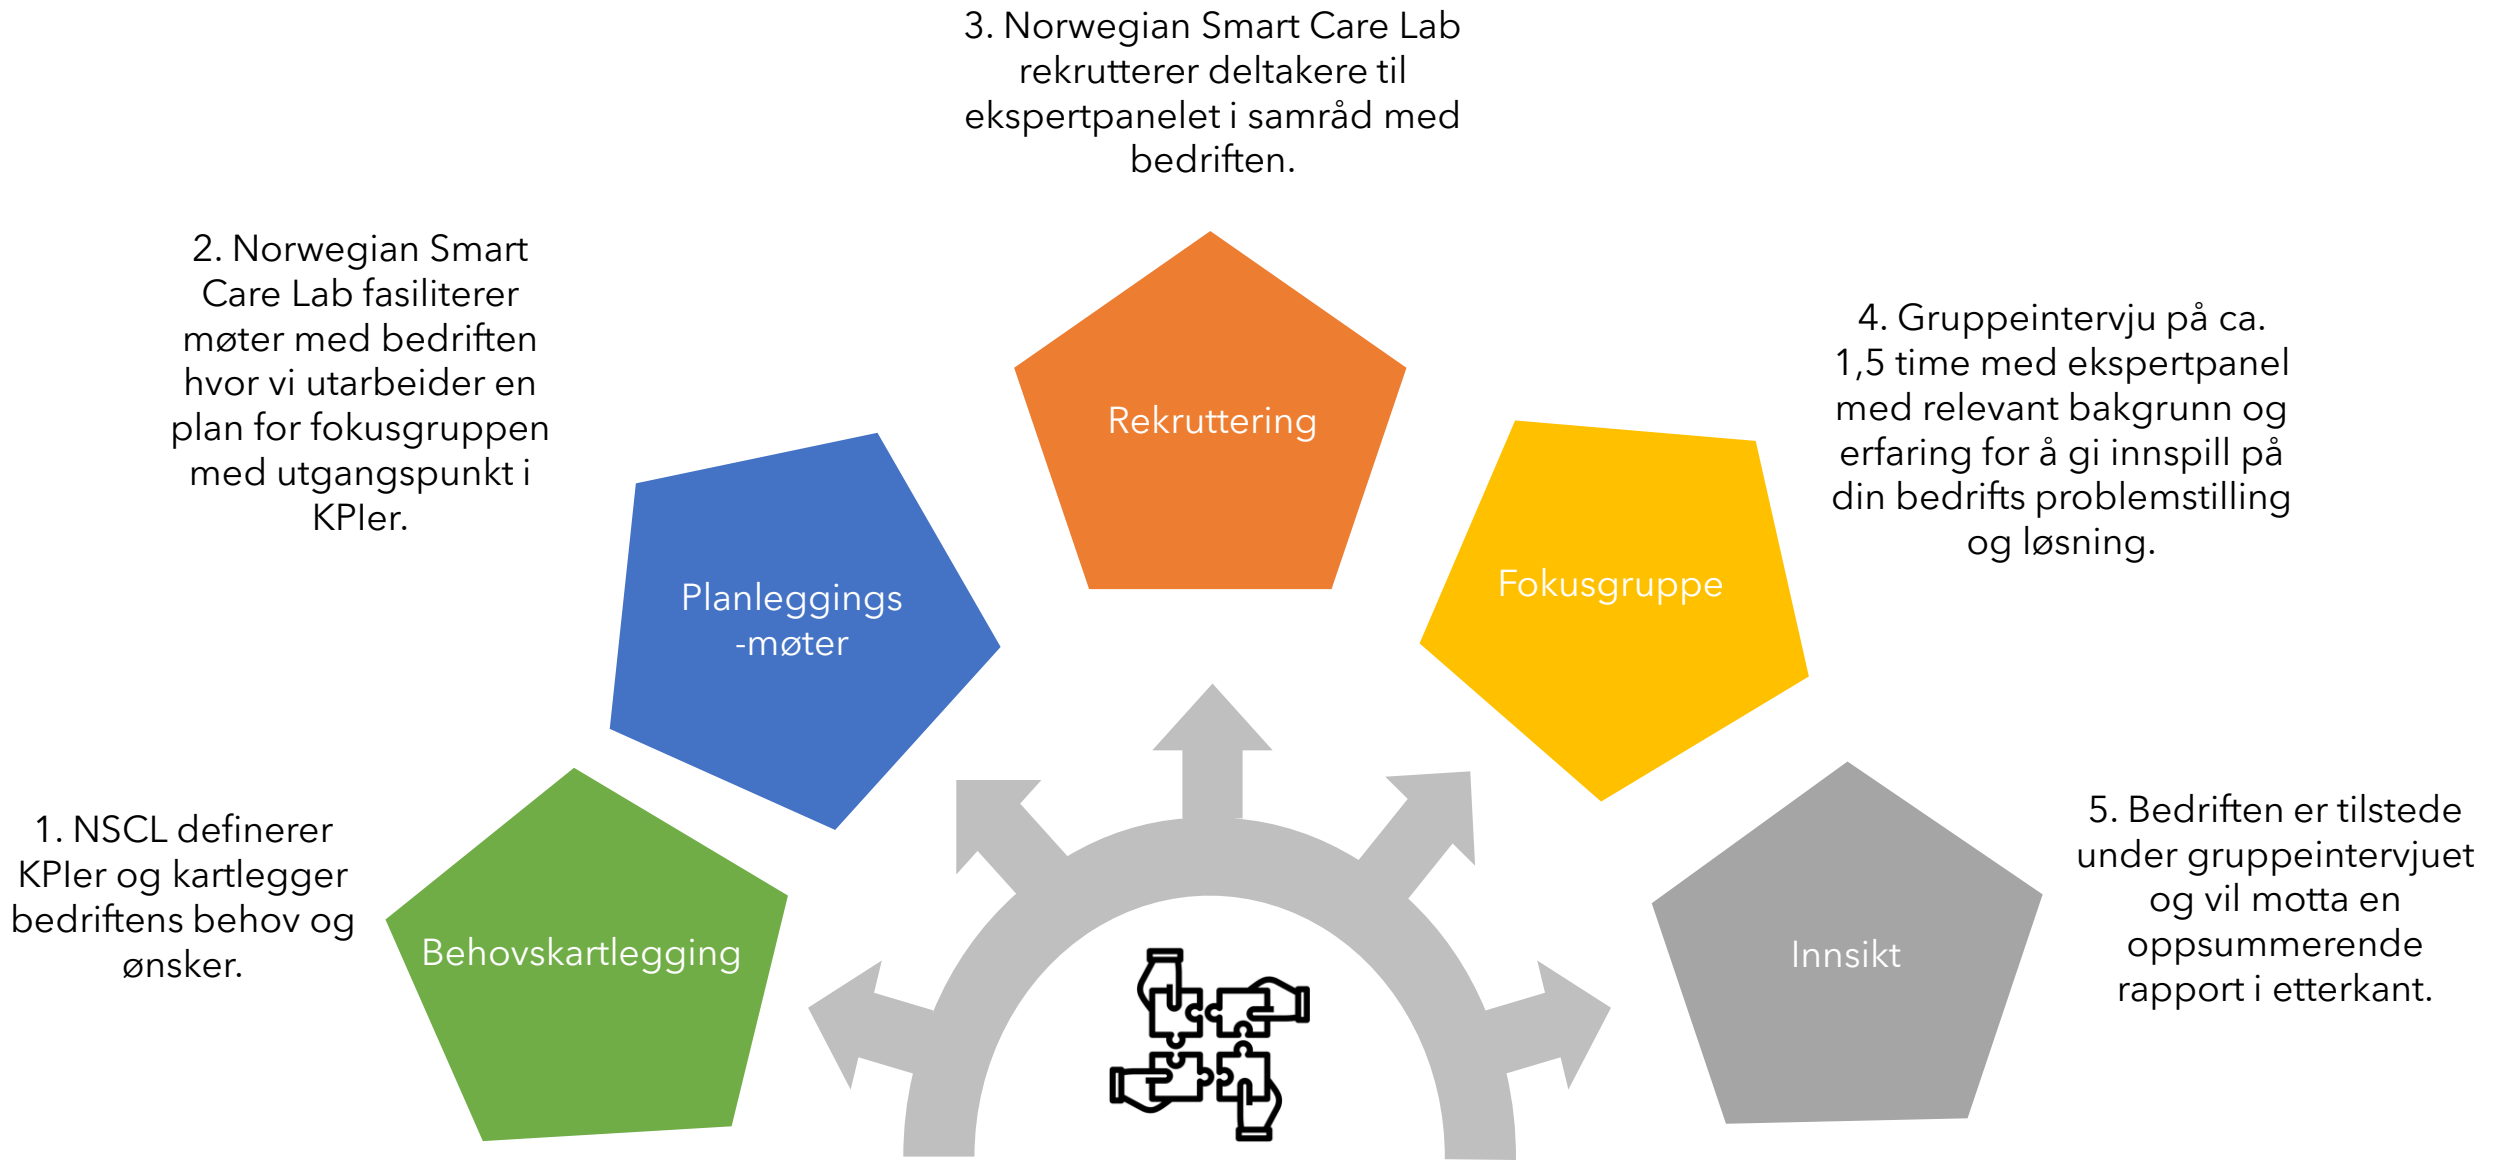 1. NSCL definerer
KPIer og kartlegger
bedriftens behov og
ønsker.
Behovskartlegging
2. Norwegian Smart
Care Lab fasiliterer
møter med bedriften
hvor vi utarbeider en
plan for fokusgruppen
med utgangspunkt i
KPIer.
Planleggings
-møter
3. Norwegian Smart Care Lab
rekrutterer deltakere til
ekspertpanelet i samråd med
bedriften.
Rekruttering
4. Gruppeintervju på ca.
1,5 time med ekspertpanel
med relevant bakgrunn og
erfaring for å gi innspill på
din bedrifts problemstilling
og løsning.
Fokusgruppe
5. Bedriften er tilstede
under gruppeintervjuet
og vil motta en
oppsummerende
rapport i etterkant.
Innsikt